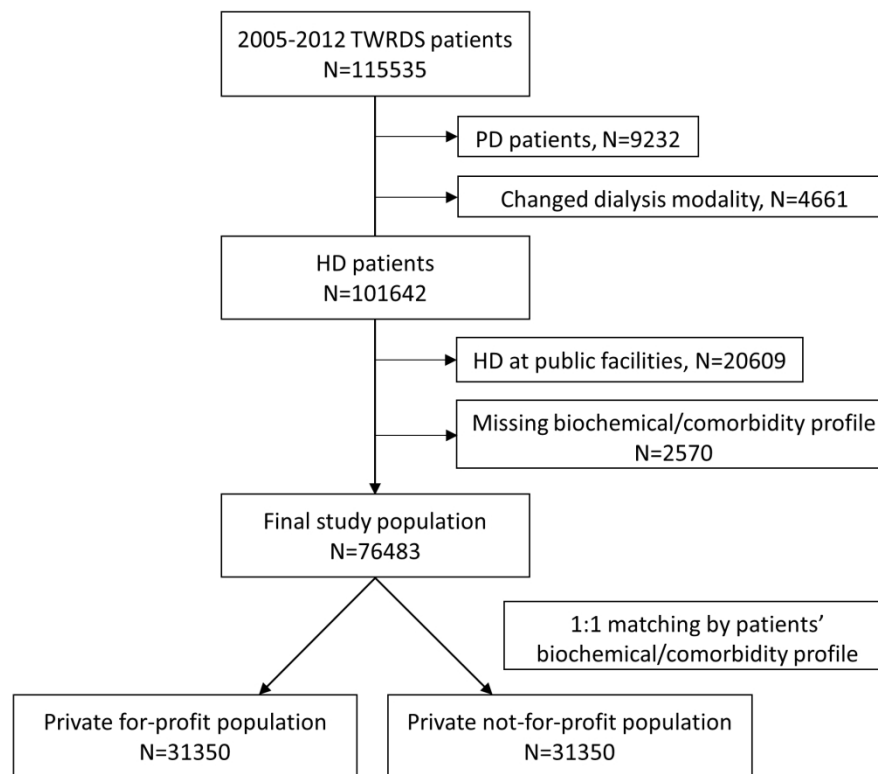 2005-2012 TWRDS patients
N=115535
PD patients, N=9232
Changed dialysis modality, N=4661
HD patients
N=101642
HD at public facilities, N=20609
Missing biochemical/comorbidity profile
N=2570
Final study population
N=76483
1:1 matching by patients’
biochemical/comorbidity profile
Private for-profit population
N=31350
Private not-for-profit population
N=31350